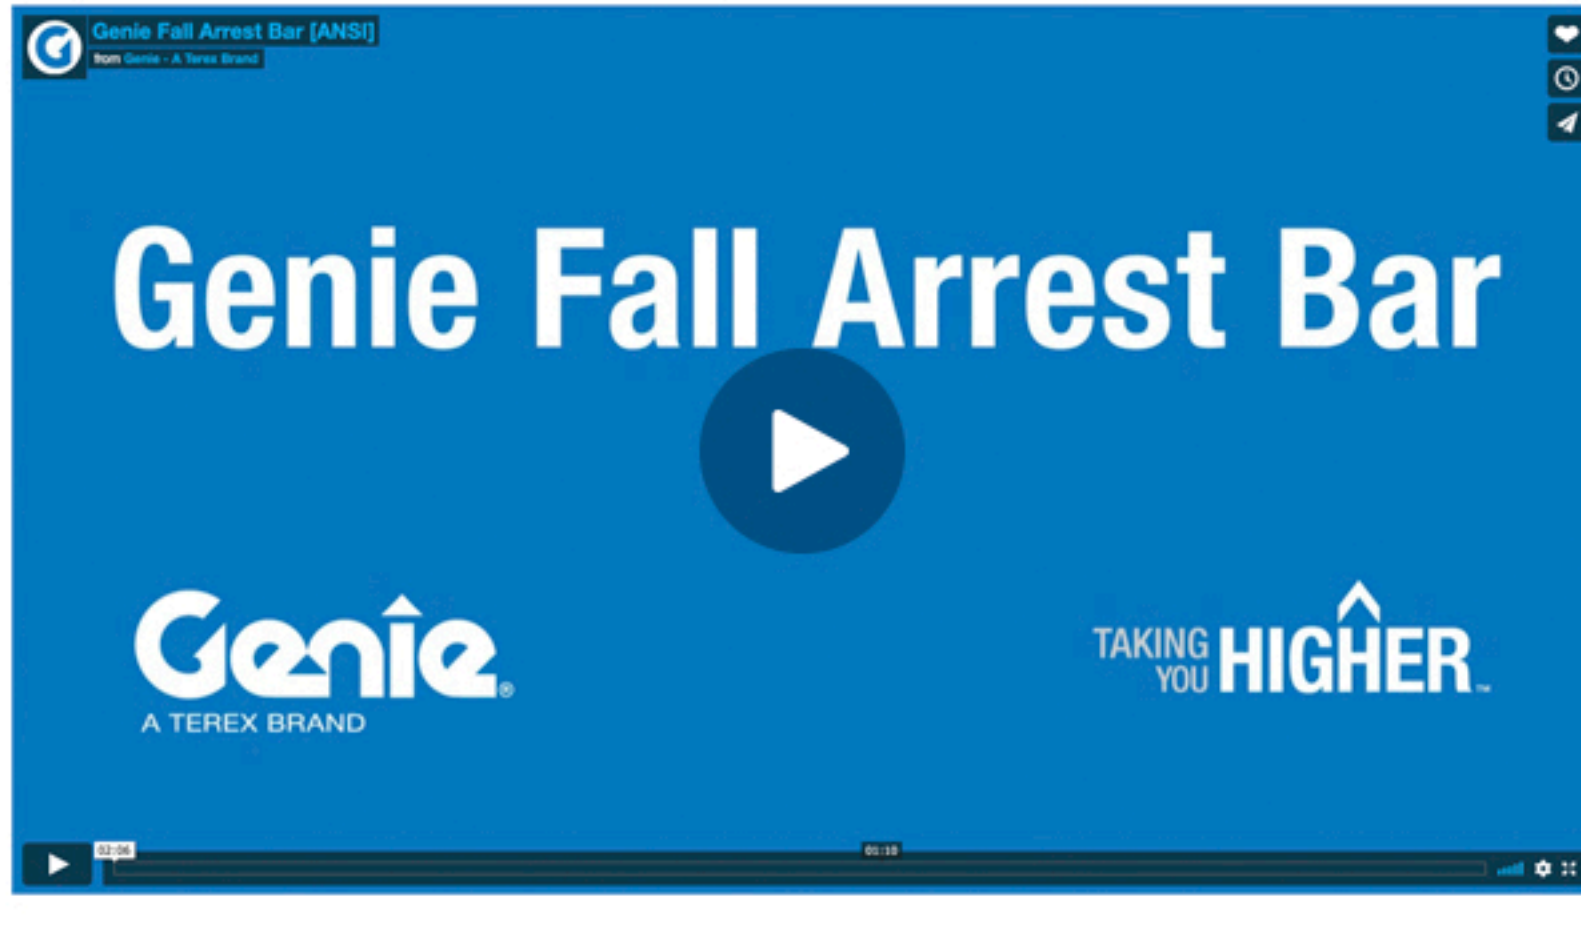 Genie Fall Arrest Bar [ANSI]
from Genie - A Terex Brand
Genie Fall Arrest Bar
Genie®
A TEREX BRAND
TAKING
YOU HIGHER™
02:06
01:10